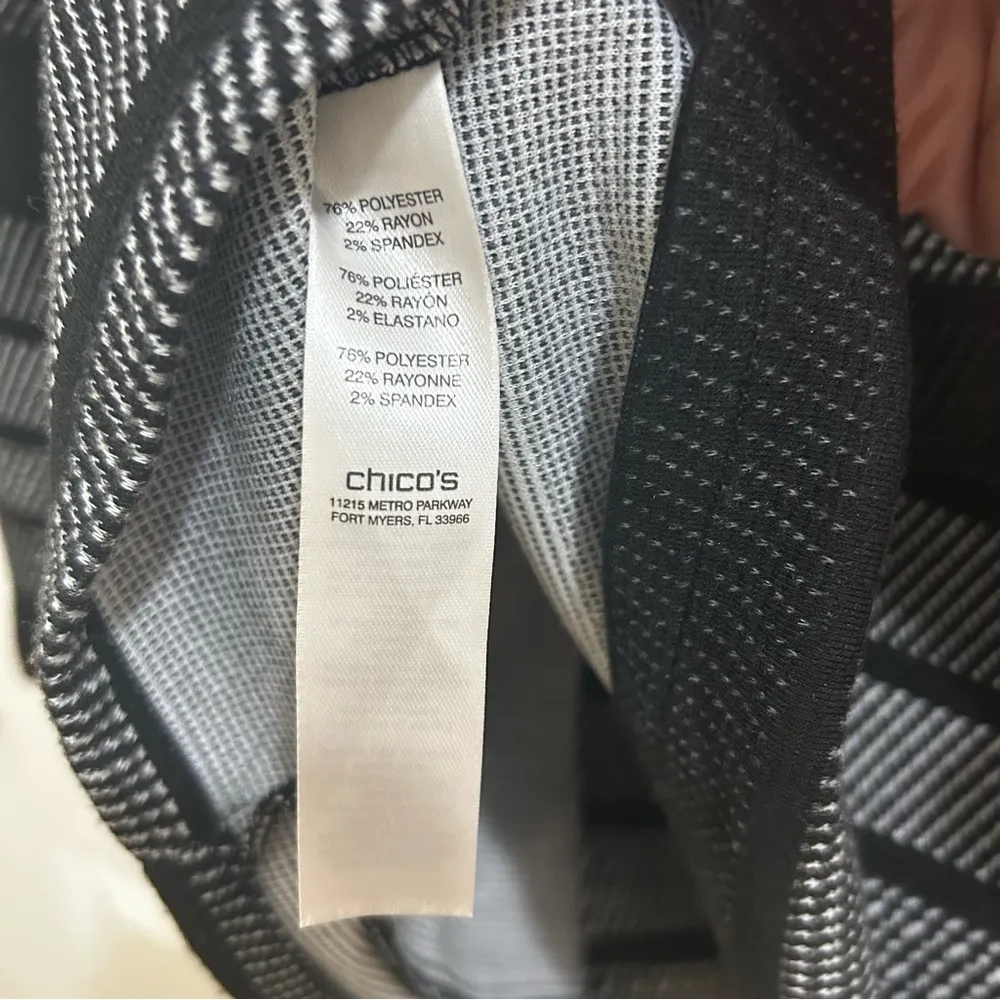 76% POLYESTER
22% RAYON
2% SPANDEX
76% POLIÉSTER
22% RAYÓN
2% ELASTANO
76% POLYESTER
22% RAYONNE
2% SPANDEX
chico's
11215 METRO PARKWAY
FORT MYERS, FL 33966